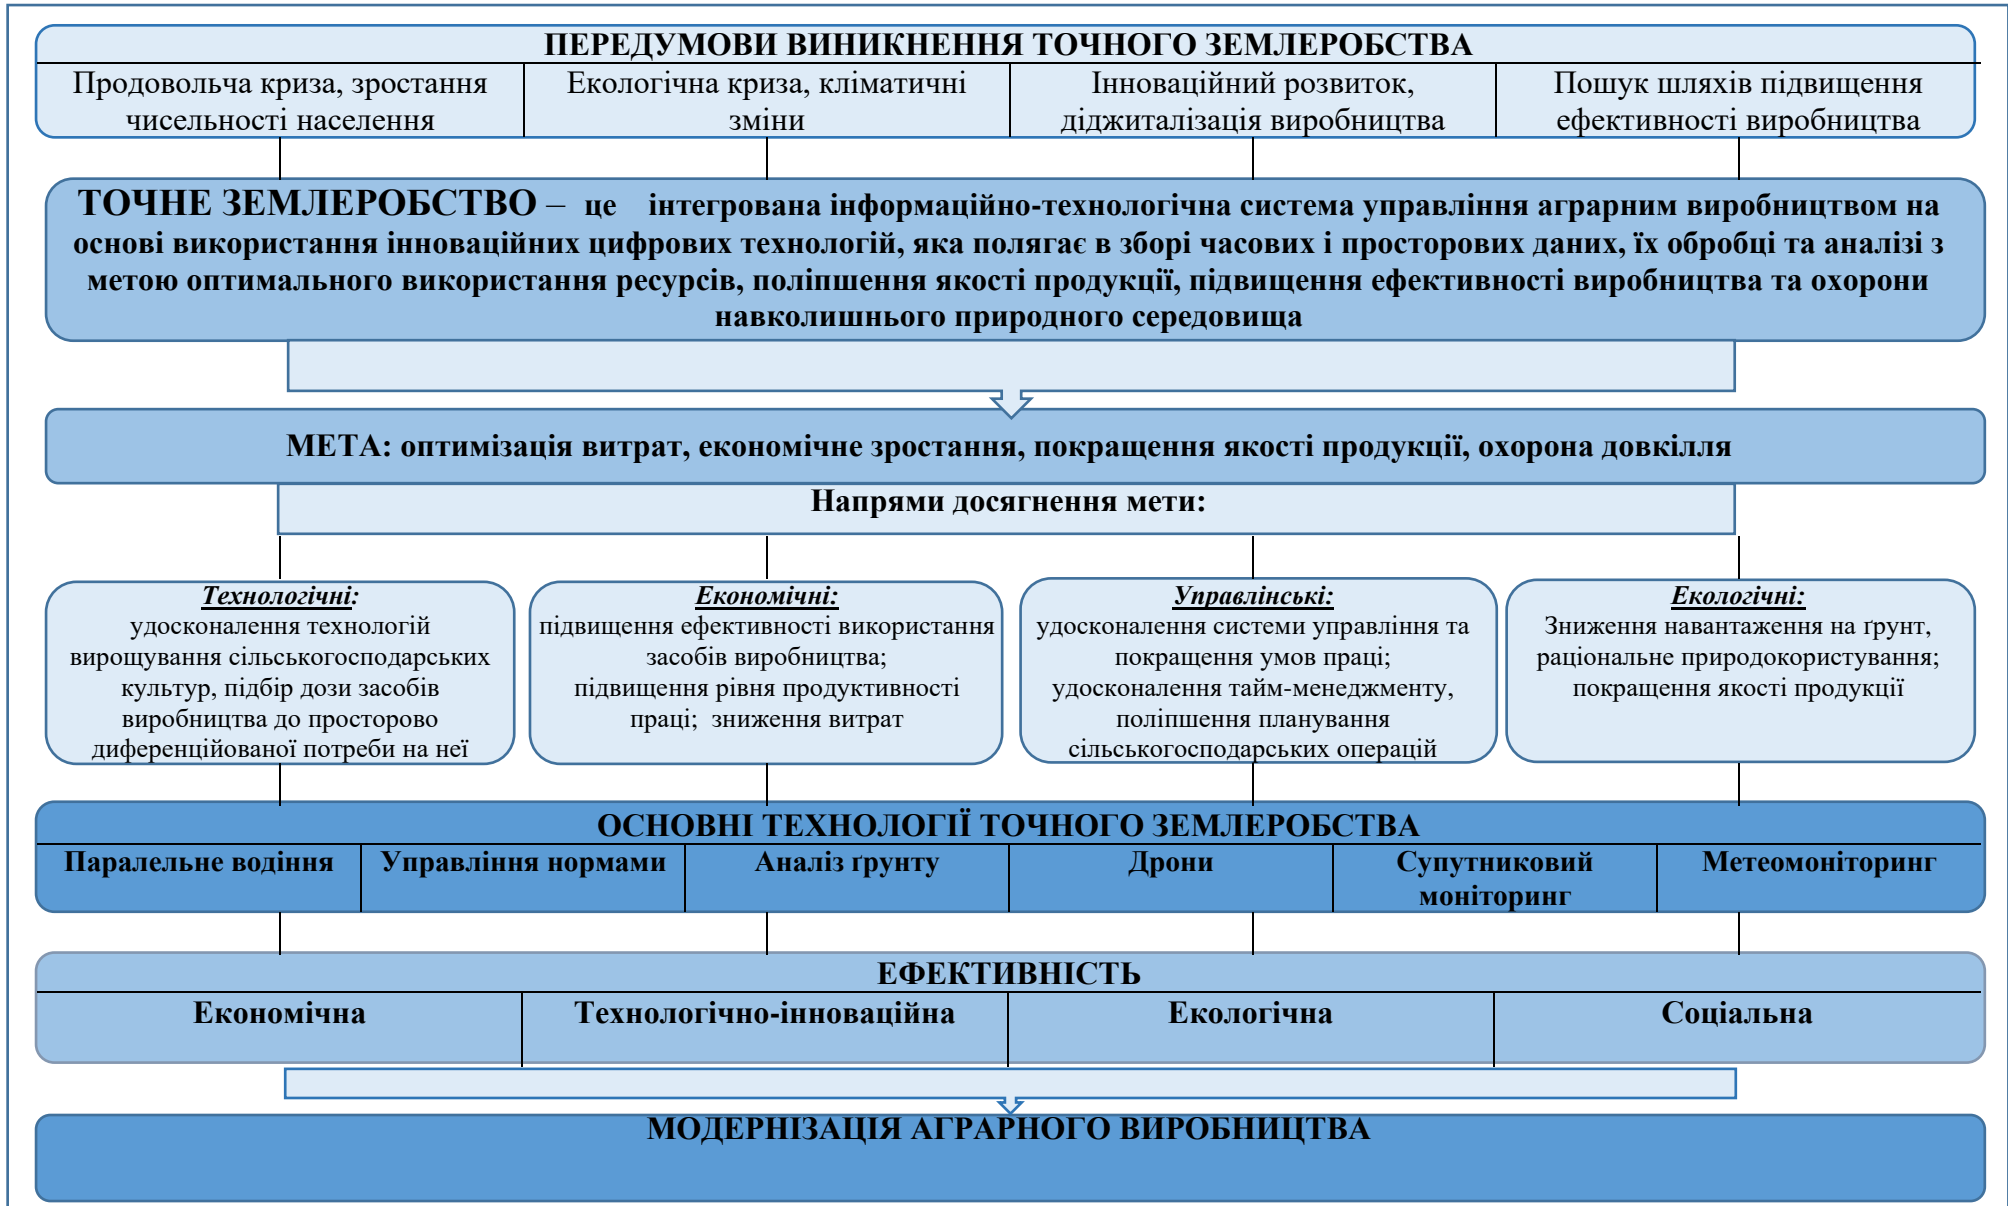 ПЕРЕДУМОВИ ВИНИКНЕННЯ ТОЧНОГО ЗЕМЛЕРОБСТВА
Продовольча криза, зростання
чисельності населення
Екологічна криза, кліматичні
зміни
Інноваційний розвиток,
діджиталізація виробництва
Пошук шляхів підвищення
ефективності виробництва
ТОЧНЕ ЗЕМЛЕРОБСТВО – це інтегрована інформаційно-технологічна система управління аграрним виробництвом на
основі використання інноваційних цифрових технологій, яка полягає в зборі часових і просторових даних, їх обробці та аналізі з
метою оптимального використання ресурсів, поліпшення якості продукції, підвищення ефективності виробництва та охорони
навколишнього природного середовища
МЕТА: оптимізація витрат, економічне зростання, покращення якості продукції, охорона довкілля
Напрями досягнення мети:
Технологічні:
удосконалення технологій
вирощування сільськогосподарських
культур, підбір дози засобів
виробництва до просторово
диференційованої потреби на неї
Економічні:
підвищення ефективності використання
засобів виробництва;
підвищення рівня продуктивності
праці; зниження витрат
Управлінські:
удосконалення системи управління та
покращення умов праці;
удосконалення тайм-менеджменту,
поліпшення планування
сільськогосподарських операцій
Екологічні:
Зниження навантаження на ґрунт,
раціональне природокористування;
покращення якості продукції
ОСНОВНІ ТЕХНОЛОГІЇ ТОЧНОГО ЗЕМЛЕРОБСТВА
Паралельне водіння
Управління нормами
Аналіз ґрунту
Дрони
Супутниковий
моніторинг
Метеомоніторинг
ЕФЕКТИВНІСТЬ
Економічна
Технологічно-інноваційна
Екологічна
Соціальна
МОДЕРНІЗАЦІЯ АГРАРНОГО ВИРОБНИЦТВА